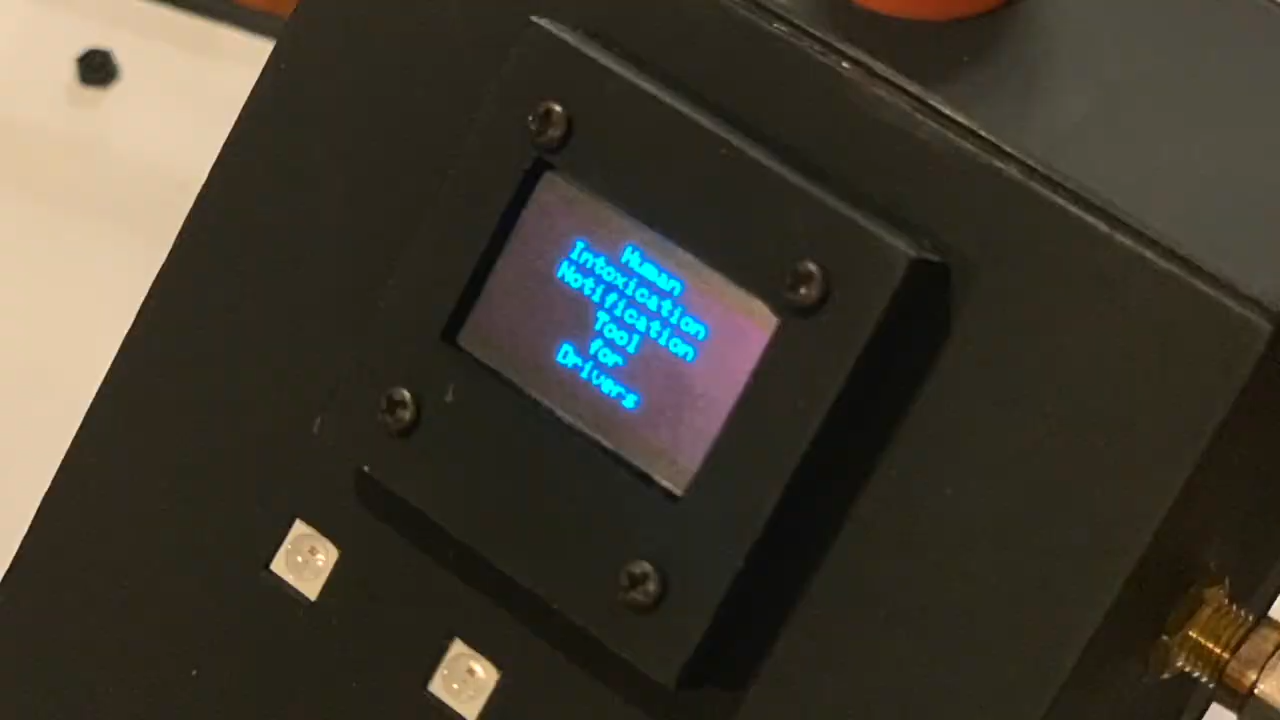 Human
Intoxication
Notification
Tool
for
Drivers